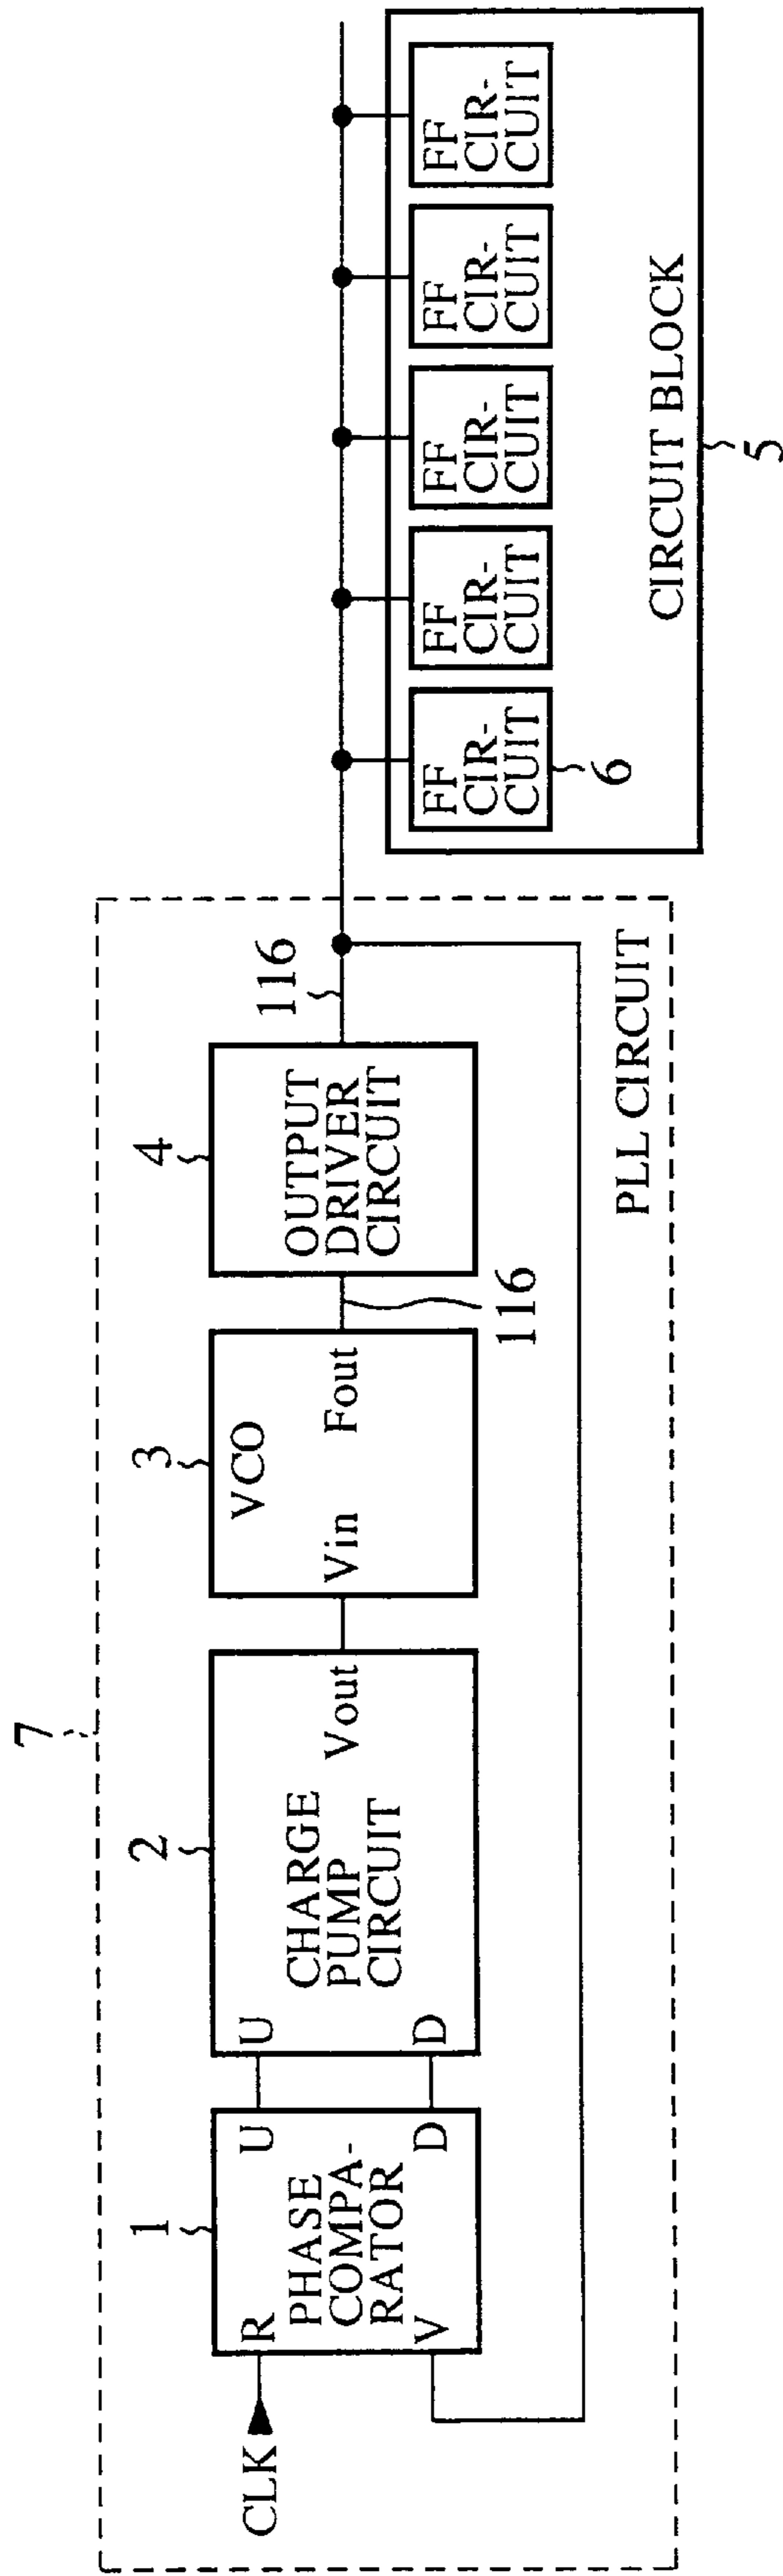 7
1
2
3
4
116
CLK
R
V
PHASE
COMPA-
RATOR
U
D
U
D
CHARGE
PUMP
CIRCUIT
Vout
VCO
Vin
Fout
116
OUTPUT
DRIVER
CIRCUIT
PLL CIRCUIT
FF
CIR-
CUIT
FF
CIR-
CUIT
FF
CIR-
CUIT
FF
CIR-
CUIT
FF
CIR-
CUIT
6
CIRCUIT BLOCK
5